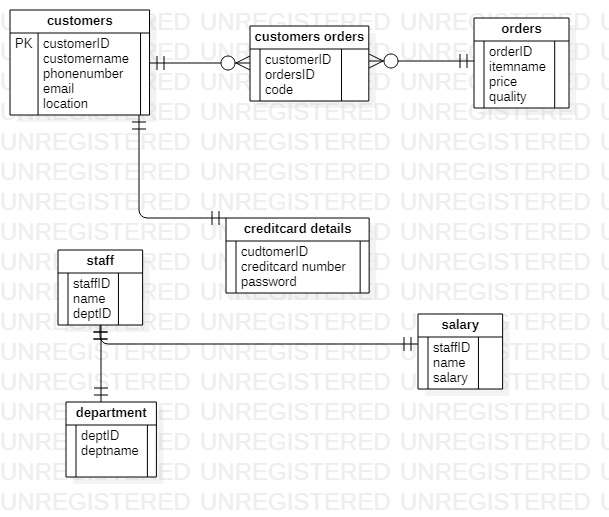 customers
PK
customerID
customername
phonenumber
email
location
customers orders
customerID
ordersID
code
orders
orderID
itemname
price
quality
creditcard details
cudtomerID
creditcard number
password
staff
staffID
name
deptID
salary
staffID
name
salary
department
deptID
deptname
UNREGISTERED